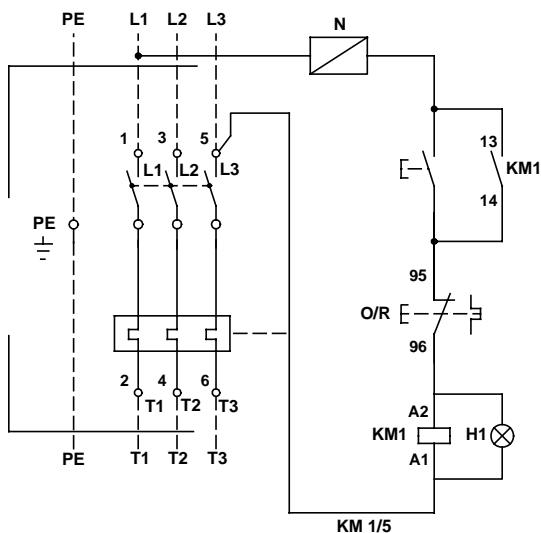 PE L1 L2 L3 N
1 3 5
13
L1 L2 L3
KM1
14
PE
95
O/R
96
2 4 6
T1 T2 T3
A2
KM1 H1
A1
PE T1 T2 T3
KM 1/5